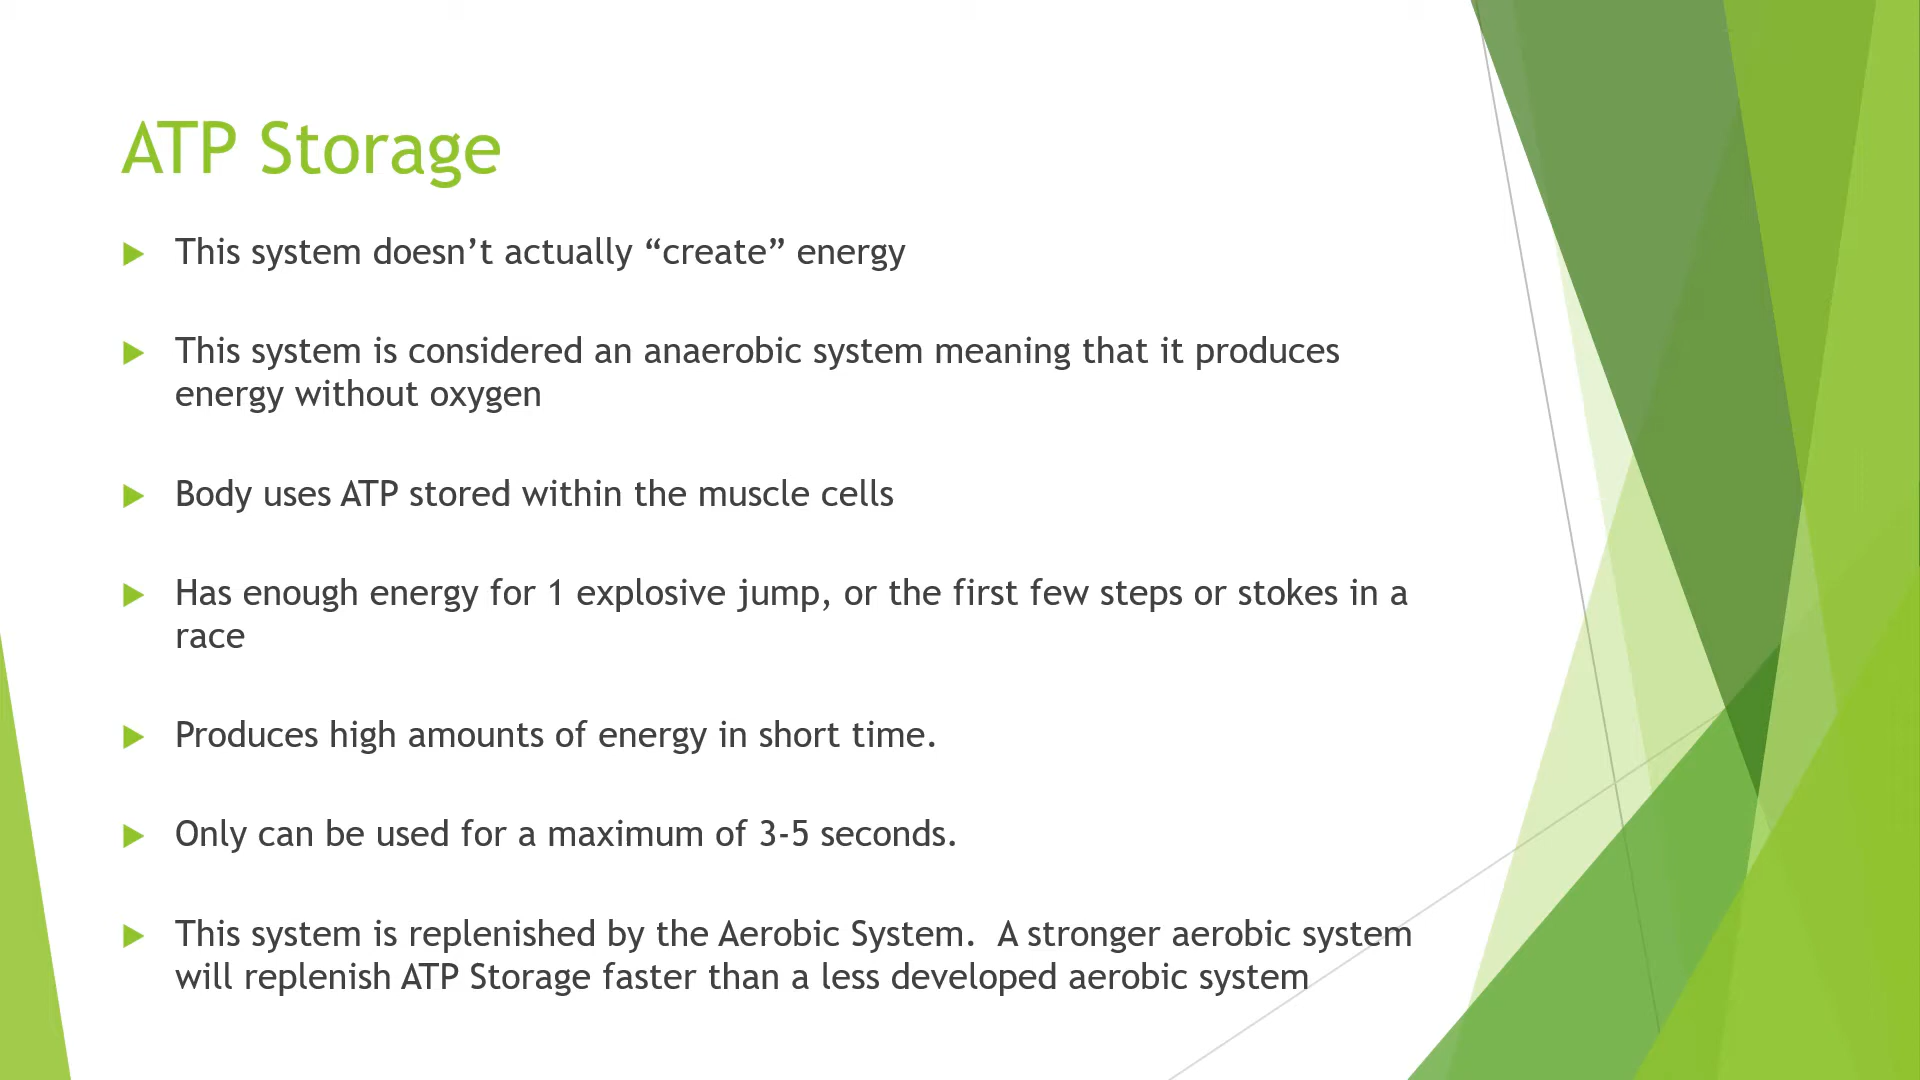 ATP Storage
This system doesn’t actually “create” energy
This system is considered an anaerobic system meaning that it produces
energy without oxygen
Body uses ATP stored within the muscle cells
Has enough energy for 1 explosive jump, or the first few steps or stokes in a
race
Produces high amounts of energy in short time.
Only can be used for a maximum of 3-5 seconds.
This system is replenished by the Aerobic System.  A stronger aerobic system
will replenish ATP Storage faster than a less developed aerobic system